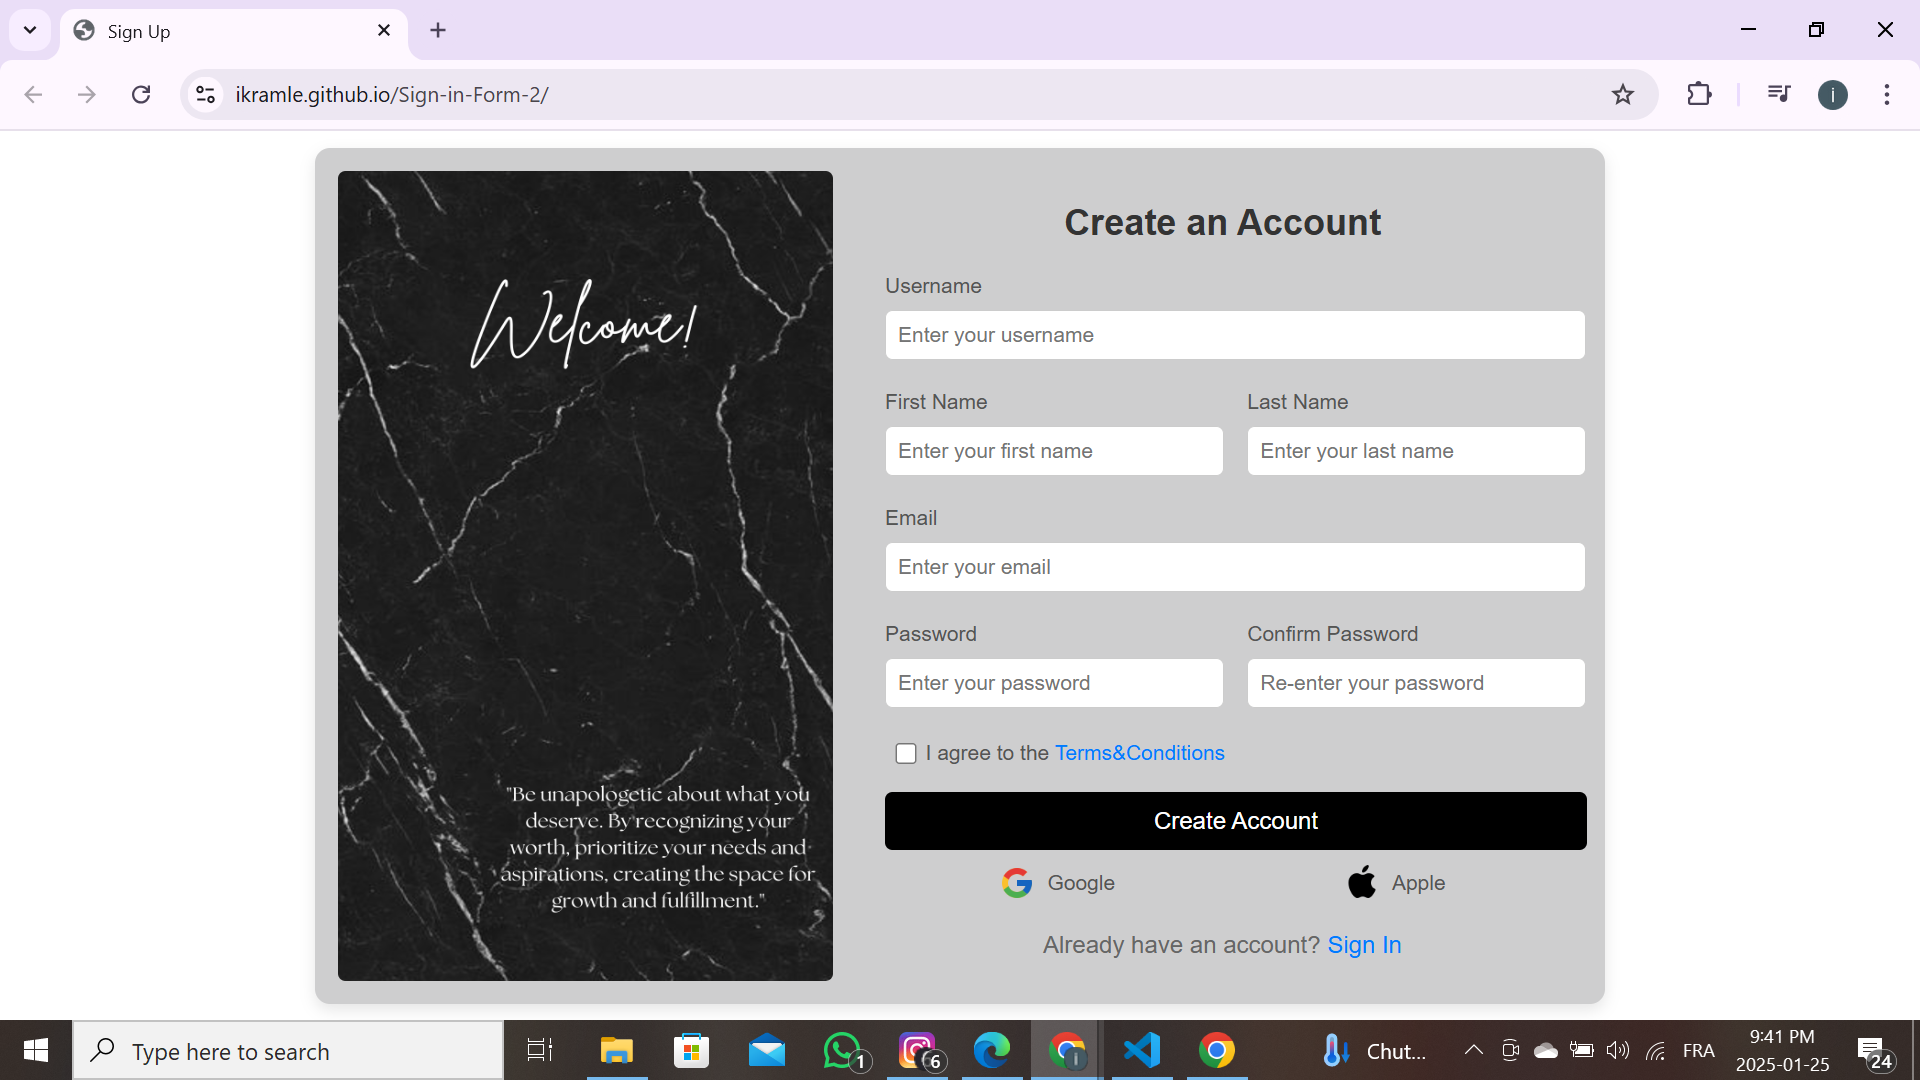 Sign Up
ikramle.github.io/Sign-in-Form-2/
i
Welcome!
"Be unapologetic about what you
deserve. By recognizing your
worth, prioritize your needs and
aspirations, creating the space for
growth and fulfillment."
Create an Account
Username
Enter your username
First Name Last Name
Enter your first name Enter your last name
Email
Enter your email
Password Confirm Password
Enter your password Re-enter your password
I agree to the Terms&Conditions
Create Account
Google Apple
Already have an account? Sign In
Type here to search
1
6
i
Chut...
FRA
9:41 PM
2025-01-25
24